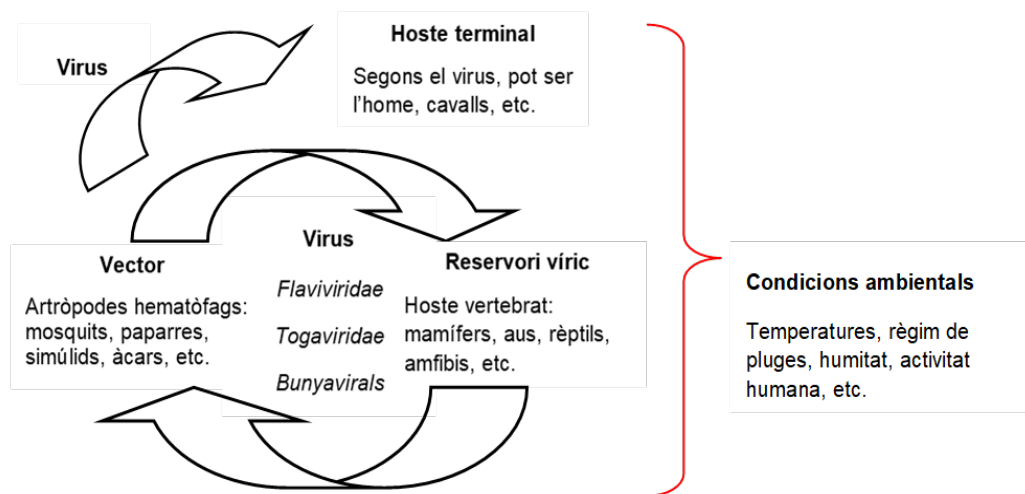 Virus
Hoste terminal
Segons el virus, pot ser
l'home, cavalls, etc.
Vector
Artròpodes hematòfags:
mosquits, paparres,
simúlids, àcars, etc.
Virus
Flaviviridae
Togaviridae
Bunyavirals
Reservori víric
Hoste vertebrat:
mamífers, aus, rèptils,
amfibis, etc.
Condicions ambientals
Temperatures, règim de
pluges, humitat, activitat
humana, etc.